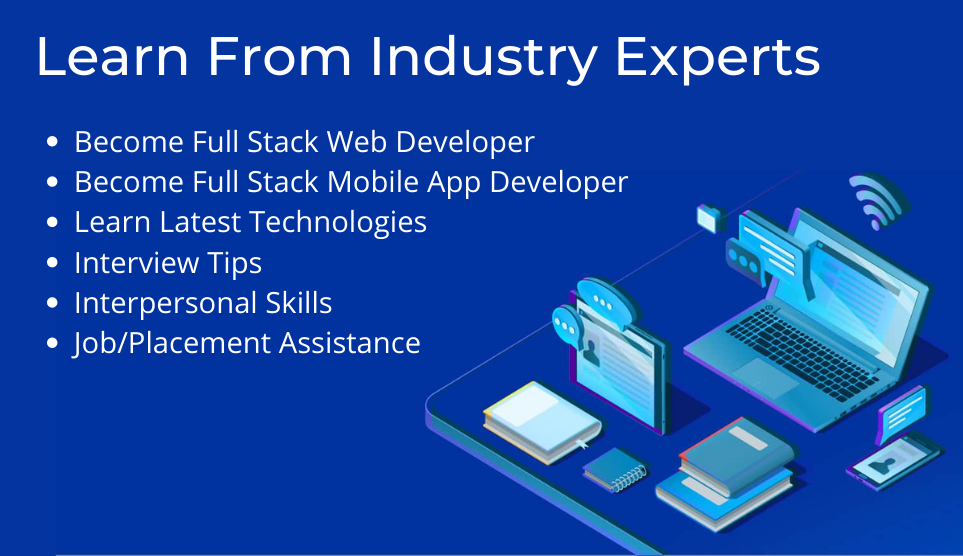 Learn From Industry Experts
• Become Full Stack Web Developer
• Become Full Stack Mobile App Developer
• Learn Latest Technologies
• Interview Tips
• Interpersonal Skills
• Job/Placement Assistance